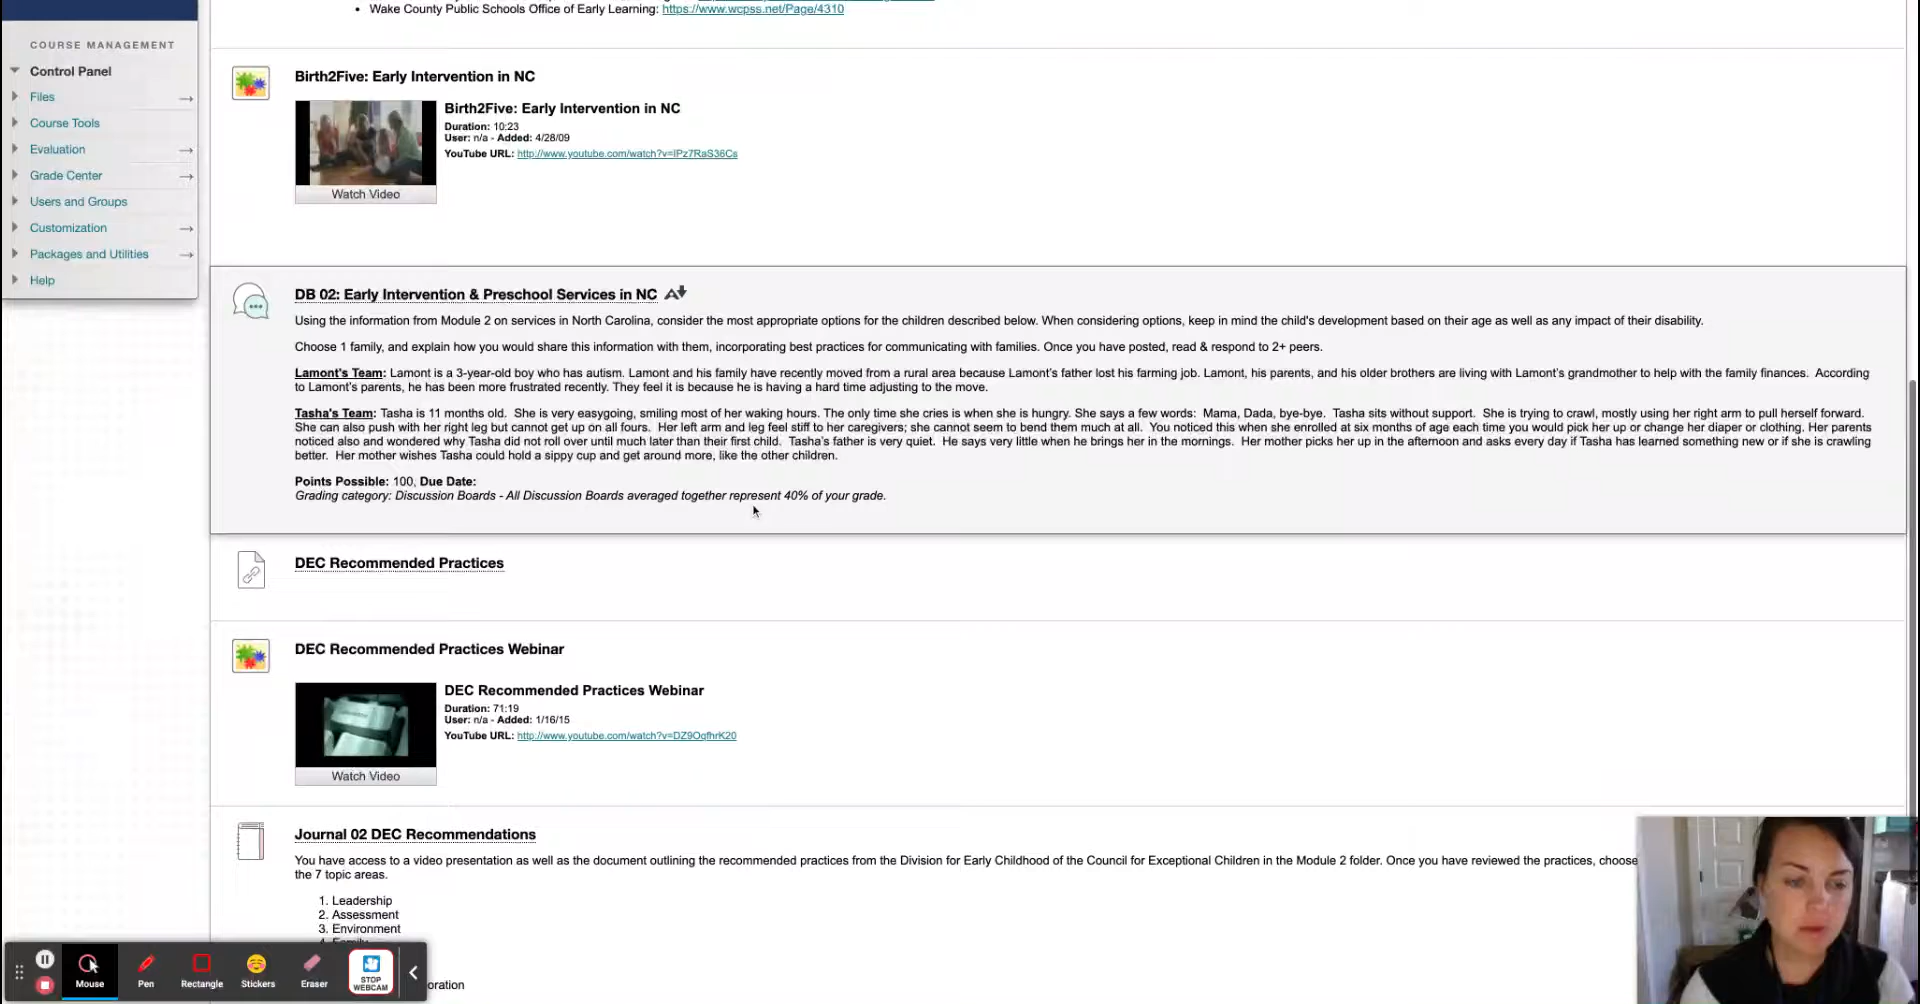 • Wake County Public Schools Office of Early Learning: https://www.wcpss.net/Page/4310
COURSE MANAGEMENT
Control Panel
Files
Course Tools
Evaluation
Grade Center
Users and Groups
Customization
Packages and Utilities
Help
Birth2Five: Early Intervention in NC
Birth2Five: Early Intervention in NC
Duration: 10:23
User: n/a - Added: 4/28/09
YouTube URL: http://www.youtube.com/watch?v=lPz7RaS36Cs
Watch Video
DB 02: Early Intervention & Preschool Services in NC
Using the information from Module 2 on services in North Carolina, consider the most appropriate options for the children described below. When considering options, keep in mind the child's development based on their age as well as any impact of their disability.
Choose 1 family, and explain how you would share this information with them, incorporating best practices for communicating with families. Once you have posted, read & respond to 2+ peers.
Lamont's Team: Lamont is a 3-year-old boy who has autism. Lamont and his family have recently moved from a rural area because Lamont's father lost his farming job. Lamont, his parents, and his older brothers are living with Lamont's grandmother to help with the family finances. According
to Lamont's parents, he has been more frustrated recently. They feel it is because he is having a hard time adjusting to the move.
Tasha's Team: Tasha is 11 months old. She is very easygoing, smiling most of her waking hours. The only time she cries is when she is hungry. She says a few words: Mama, Dada, bye-bye. Tasha sits without support. She is trying to crawl, mostly using her right arm to pull herself forward.
She can also push with her right leg but cannot get up on all fours. Her left arm and leg feel stiff to her caregivers; she cannot seem to bend them much at all. You noticed this when she enrolled at six months of age each time you would pick her up or change her diaper or clothing. Her parents
noticed also and wondered why Tasha did not roll over until much later than their first child. Tasha's father is very quiet. He says very little when he brings her in the mornings. Her mother picks her up in the afternoon and asks every day if Tasha has learned something new or if she is crawling
better. Her mother wishes Tasha could hold a sippy cup and get around more, like the other children.
Points Possible: 100, Due Date:
Grading category: Discussion Boards - All Discussion Boards averaged together represent 40% of your grade.
DEC Recommended Practices
DEC Recommended Practices Webinar
DEC Recommended Practices Webinar
Duration: 71:19
User: n/a - Added: 1/16/15
YouTube URL: http://www.youtube.com/watch?v=DZ9OqfhrK20
Watch Video
Journal 02 DEC Recommendations
You have access to a video presentation as well as the document outlining the recommended practices from the Division for Early Childhood of the Council for Exceptional Children in the Module 2 folder. Once you have reviewed the practices, choose
the 7 topic areas.
1. Leadership
2. Assessment
3. Environment
4. Family
oration
Mouse
Pen
Rectangle
Stickers
Eraser
STOP
WEBCAM